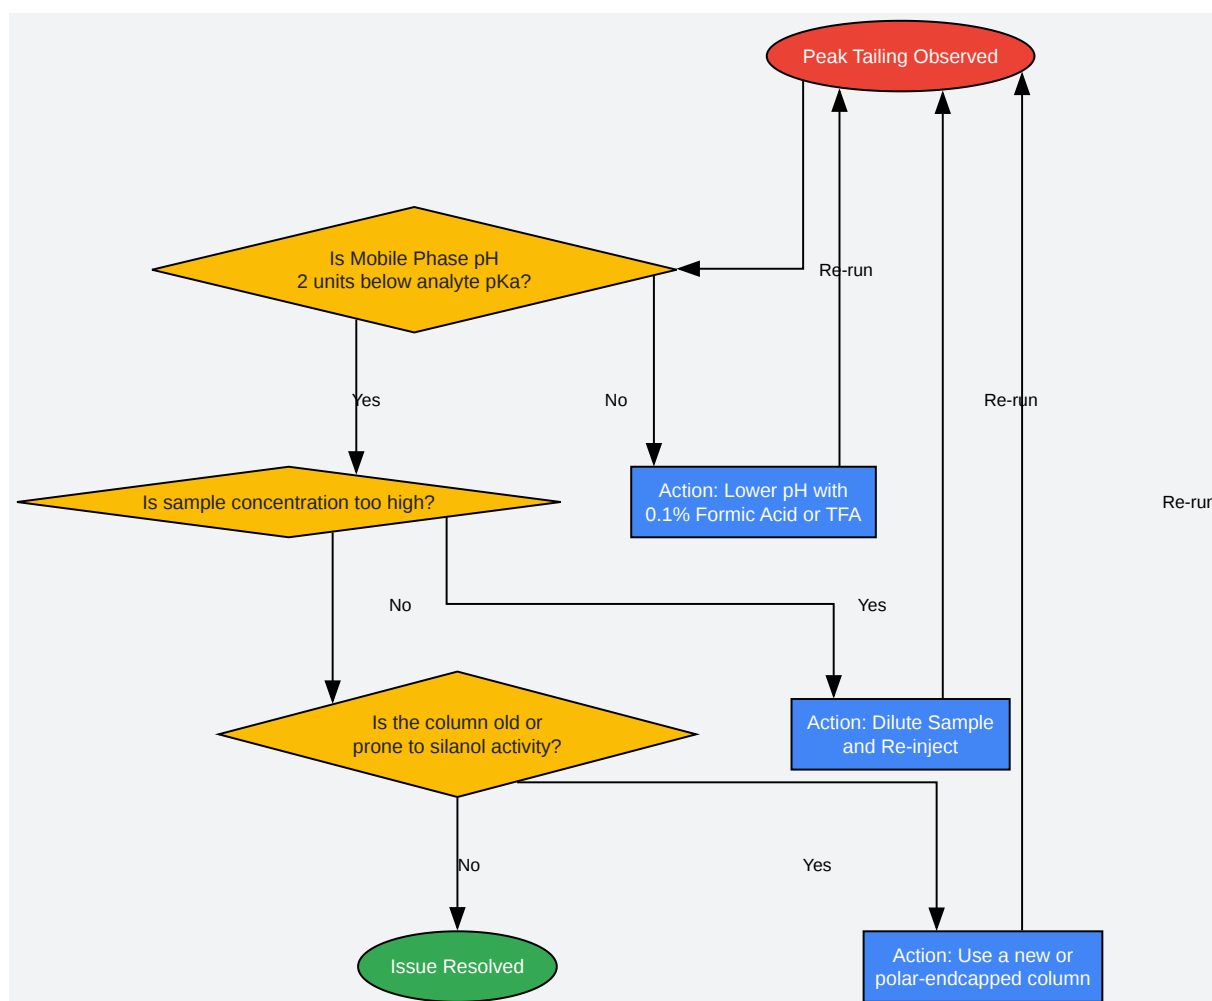 Peak Tailing Observed
Is Mobile Phase pH
2 units below analyte pKa?
Re-run
Yes
No
Re-run
Is sample concentration too high?
Action: Lower pH with
0.1% Formic Acid or TFA
Re-run
No
Yes
Is the column old or
prone to silanol activity?
Action: Dilute Sample
and Re-inject
No
Yes
Issue Resolved
Action: Use a new or
polar-endcapped column